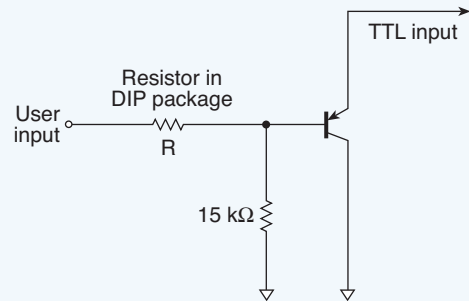 TTL input
Resistor in
DIP package
User
input
R
15 kΩ